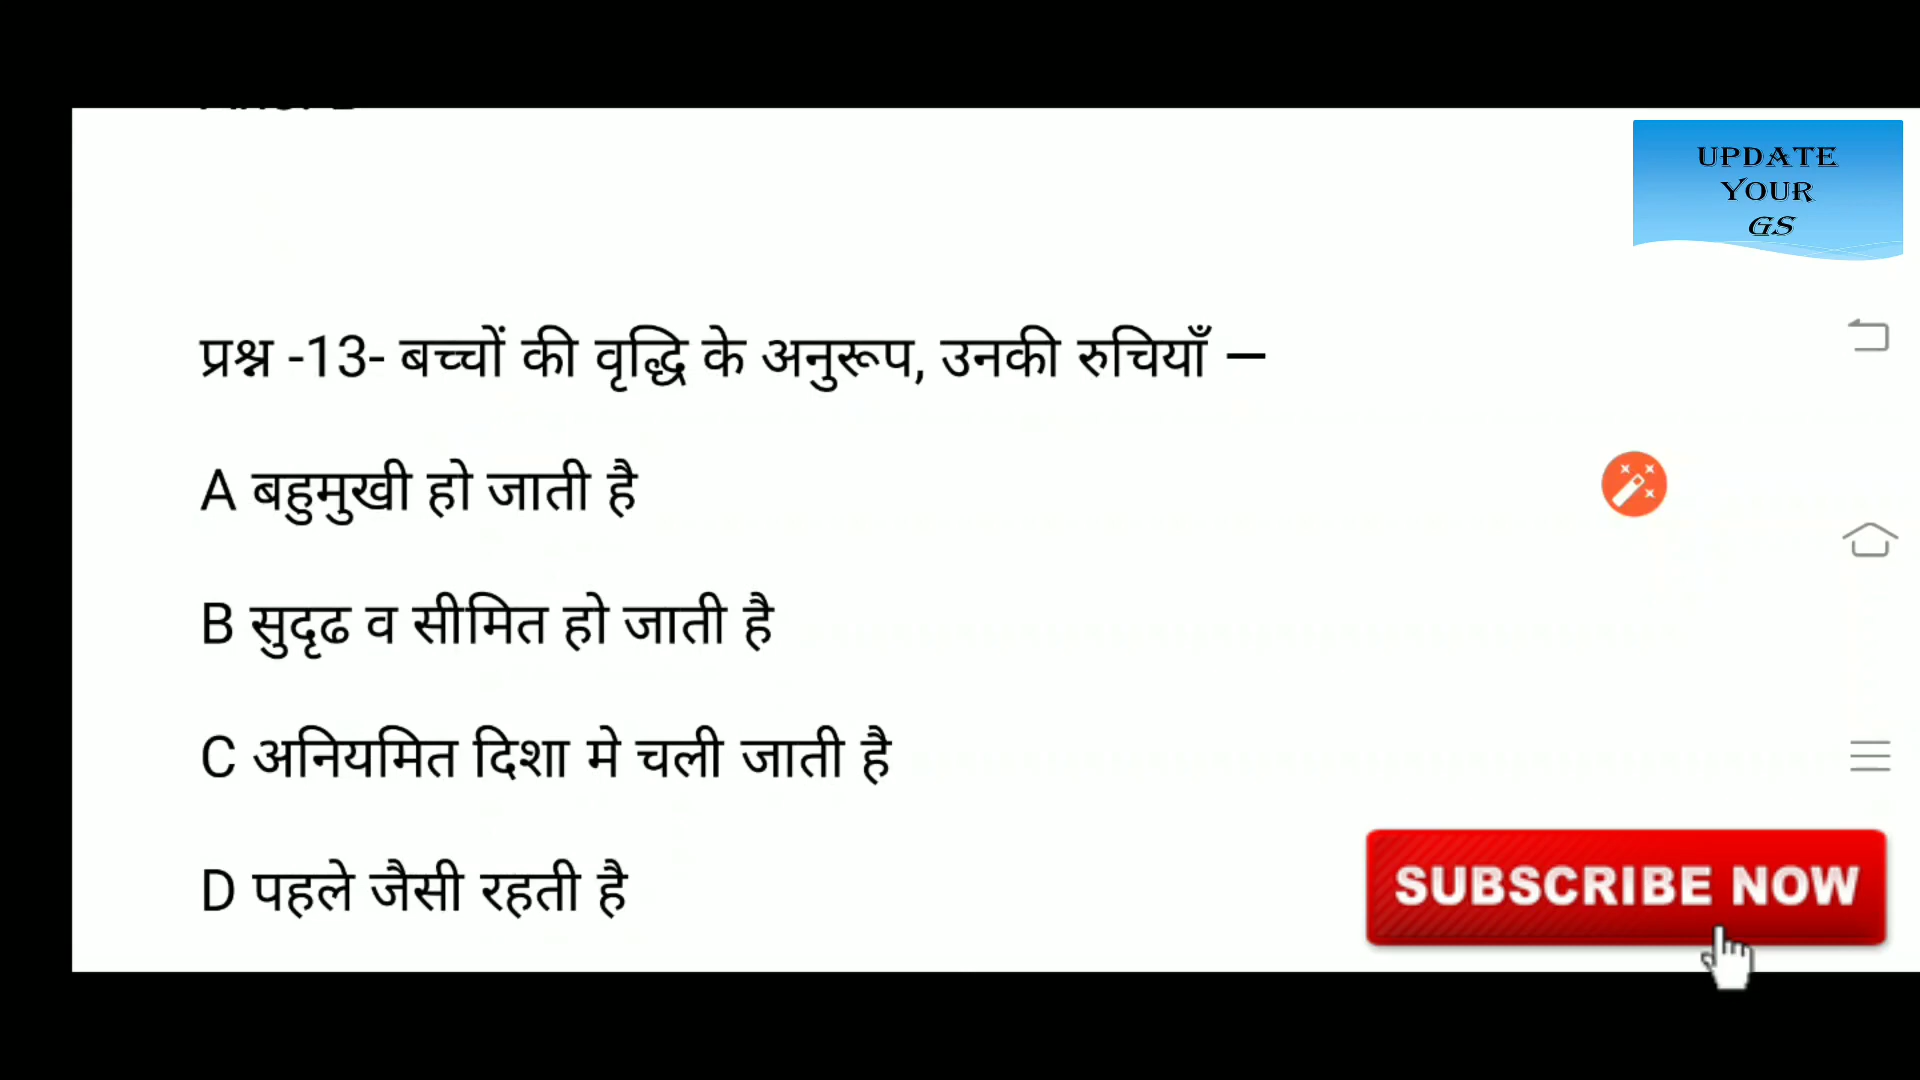 UPDATE
YOUR
GS
प्रश्न -13- बच्चों की वृद्धि के अनुरूप, उनकी रुचियाँ —
A बहुमुखी हो जाती है
B सुदृढ व सीमित हो जाती है
C अनियमित दिशा मे चली जाती है
D पहले जैसी रहती है
SUBSCRIBE NOW